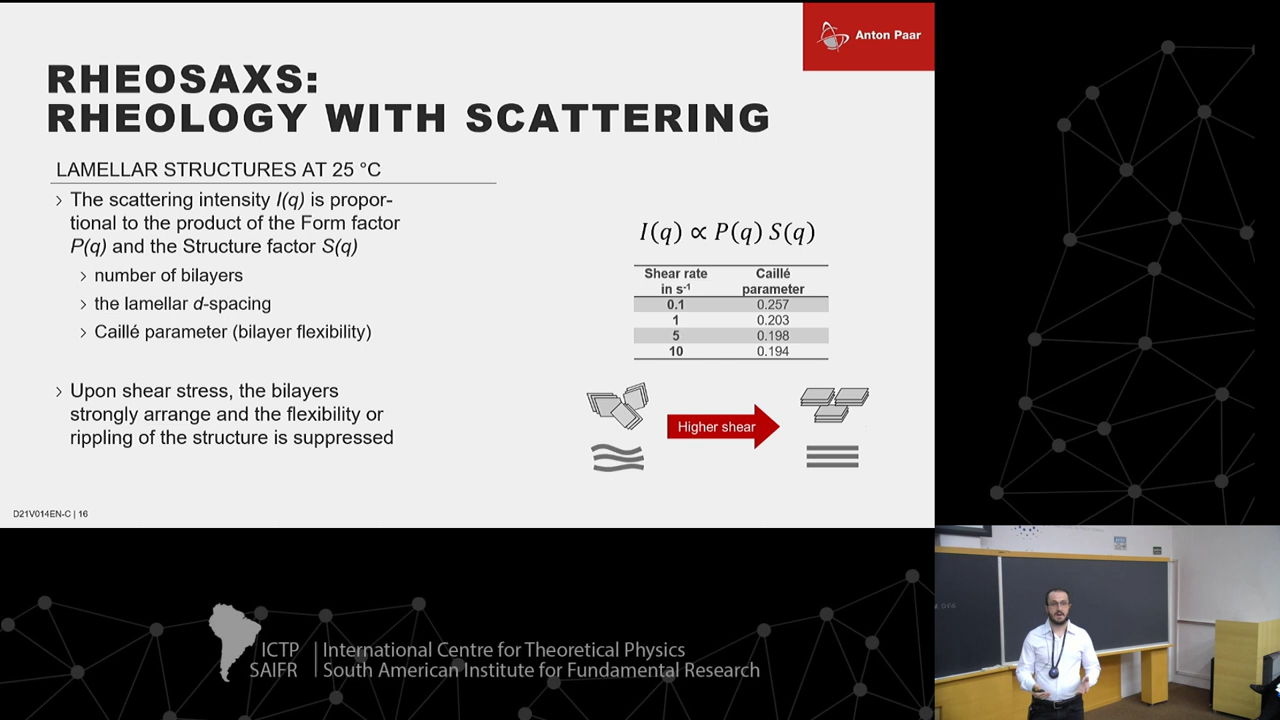 Anton Paar
RHEOSAXS:
RHEOLOGY WITH SCATTERING
LAMELLAR STRUCTURES AT 25 °C
› The scattering intensity I(q) is propor-
tional to the product of the Form factor
P(q) and the Structure factor S(q)
› number of bilayers
› the lamellar d-spacing
› Caillé parameter (bilayer flexibility)
› Upon shear stress, the bilayers
strongly arrange and the flexibility or
rippling of the structure is suppressed
I(q) ∝ P(q) S(q)
Shear rate in s⁻¹ Caillé parameter
0.1 0.257
1 0.203
5 0.198
10 0.194
Higher shear
D21V014EN-C | 16
ICTP SAIFR
International Centre for Theoretical Physics
South American Institute for Fundamental Research